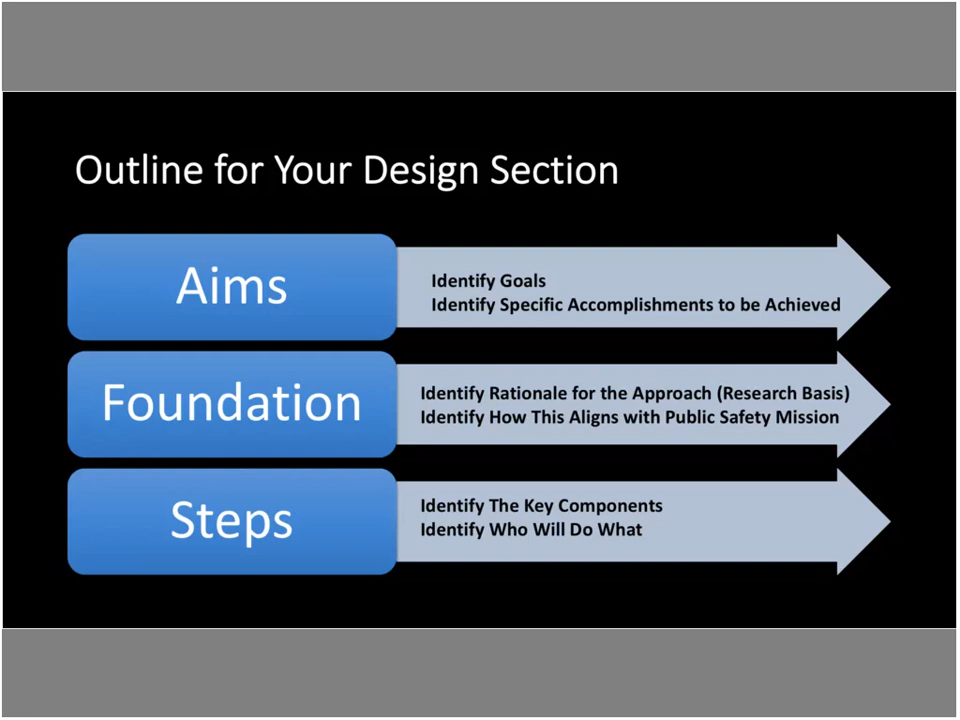 Outline for Your Design Section
Aims
Identify Goals
Identify Specific Accomplishments to be Achieved
Foundation
Identify Rationale for the Approach (Research Basis)
Identify How This Aligns with Public Safety Mission
Steps
Identify The Key Components
Identify Who Will Do What